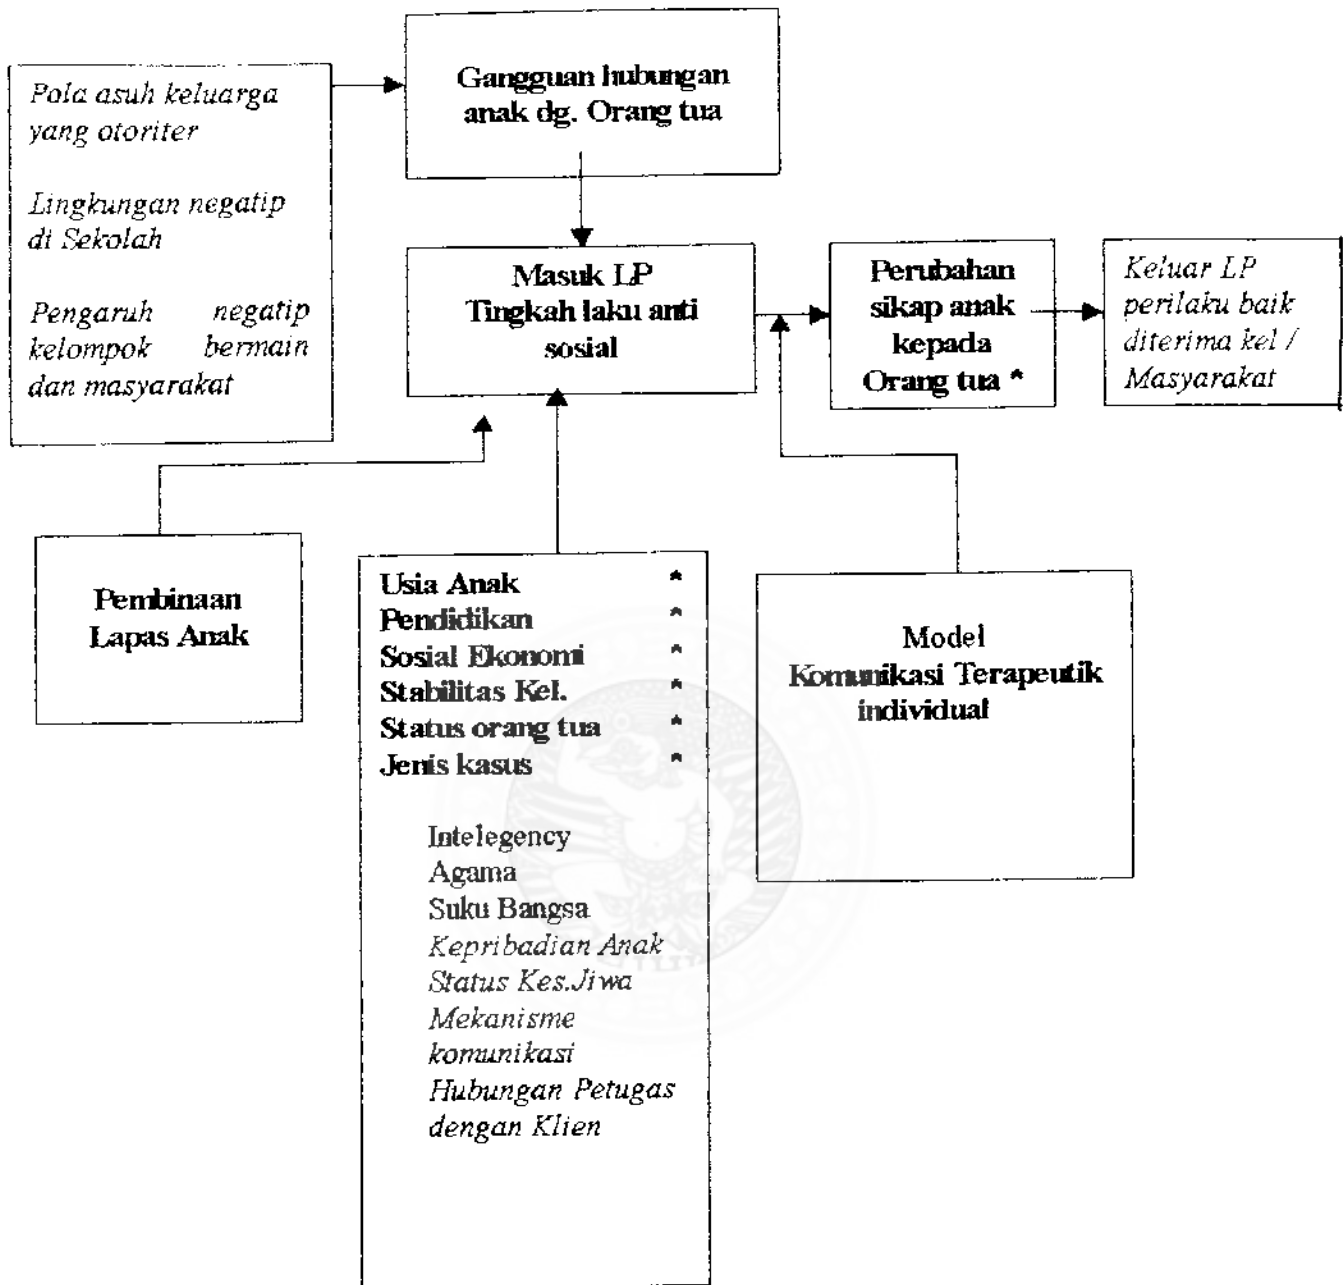 Pola asuh keluarga
yang otoriter
Lingkungan negatip
di Sekolah
Pengaruh negatip
kelompok bermain
dan masyarakat
Gangguan hubungan
anak dg. Orang tua
Masuk LP
Tingkah laku anti
sosial
Perubahan
sikap anak
kepada
Orang tua *
Keluar LP
perilaku baik
diterima kel /
Masyarakat
Pembinaan
Lapas Anak
Usia Anak *
Pendidikan *
Sosial Ekonomi *
Stabilitas Kel. *
Status orang tua *
Jenis kasus *
Intelegency
Agama
Suku Bangsa
Kepribadian Anak
Status Kes.Jiwa
Mekanisme
komunikasi
Hubungan Petugas
dengan Klien
Model
Komunikasi Terapeutik
individual